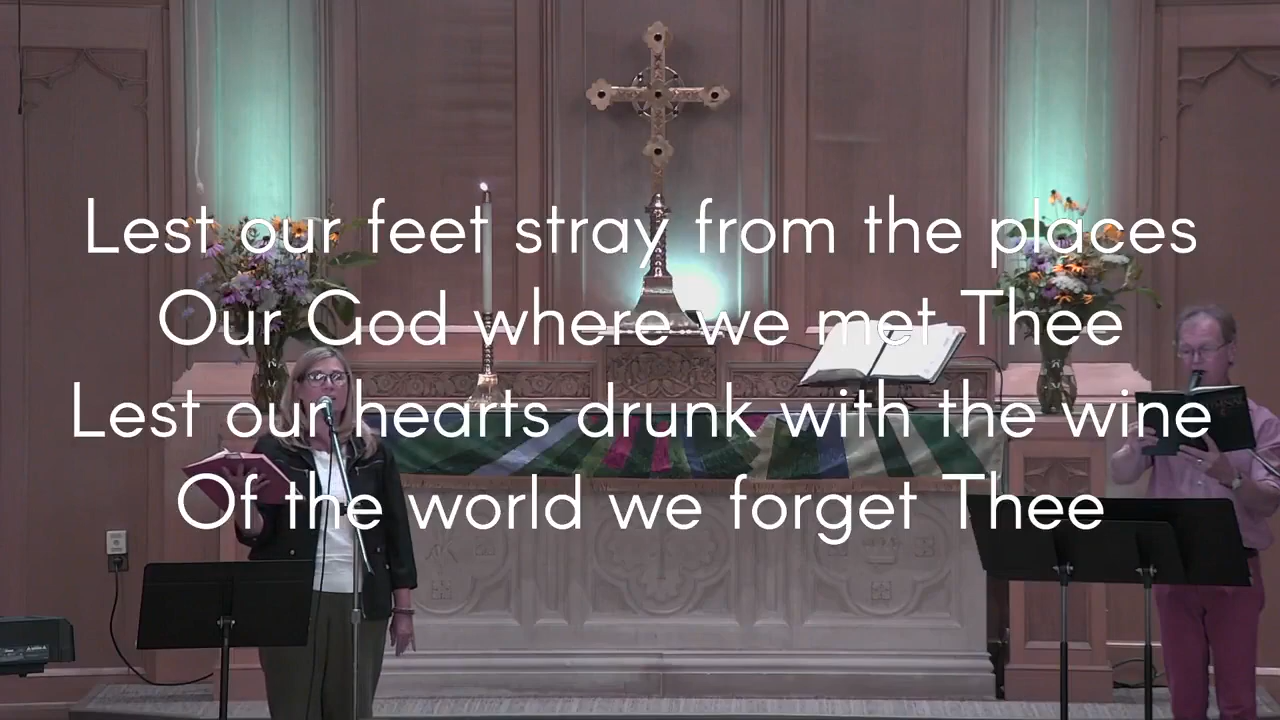 Lest our feet stray from the places
Our God where we met Thee
Lest our hearts drunk with the wine
Of the world we forget Thee